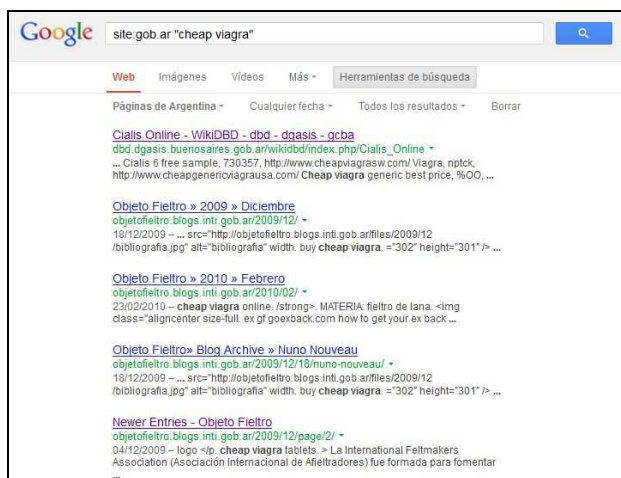 Google site:gob.ar "cheap viagra"
Web Imágenes Vídeos Más Herramientas de búsqueda
Páginas de Argentina Cualquier fecha Todos los resultados Borrar
Cialis Online - WikiDBD - dbd - dgasis - gcba
dbd.dgasis.buenosaires.gob.ar/wikidbd/index.php/Cialis_Online
... Cialis 6 free sample, 730357, http://www.cheapviagrasw.com/ Viagra, nptck,
http://www.cheapgenericviagrausa.com/ Cheap viagra generic best price, %OO, ...
Objeto Fieltro » 2009 » Diciembre
objetofieltro.blogs.inti.gob.ar/2009/12/
18/12/2009 – ... src="http://objetofieltro.blogs.inti.gob.ar/files/2009/12
/bibliografia.jpg" alt="bibliografia" width. buy cheap viagra. ="302" height="301" /> ...
Objeto Fieltro » 2010 » Febrero
objetofieltro.blogs.inti.gob.ar/2010/02/
23/02/2010 – cheap viagra online. /strong>. MATERIA: fieltro de lana. <img
class="aligncenter size-full. ex gf goexback.com how to get your ex back ...
Objeto Fieltro» Blog Archive » Nuno Nouveau
objetofieltro.blogs.inti.gob.ar/2009/12/18/nuno-nouveau/
18/12/2009 – ... src="http://objetofieltro.blogs.inti.gob.ar/files/2009/12
/bibliografia.jpg" alt="bibliografia" width. buy cheap viagra. ="302" height="301" /> ...
Newer Entries - Objeto Fieltro
objetofieltro.blogs.inti.gob.ar/2009/12/page/2/
04/12/2009 – logo </p. cheap viagra tablets. > La International Feltmakers
Association (Asociación Internacional de Afieltradores) fue formada para fomentar
...